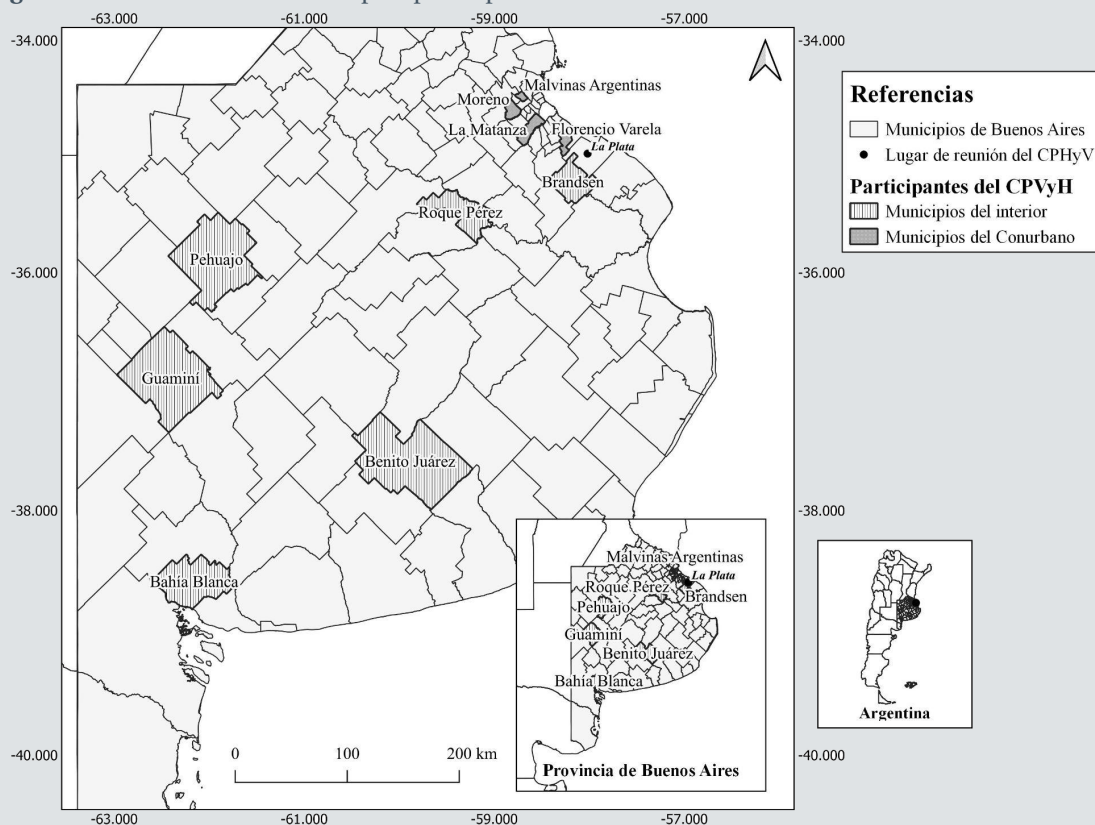 -63.000 -61.000 -59.000 -57.000
-34.000 -34.000
Malvinas Argentinas
Moreno
La Matanza Florencio Varela
La Plata
Brandsen
Roque Pérez
Pehuajo
-36.000 -36.000
Guaminí
Benito Juárez
-38.000 -38.000
Bahía Blanca
-40.000 -40.000
0 100 200 km
-63.000 -61.000 -59.000 -57.000
Referencias
Municipios de Buenos Aires
Lugar de reunión del CPHyV
Participantes del CPVyH
Municipios del interior
Municipios del Conurbano
Malvinas Argentinas
La Plata
Roque Pérez
Brandsen
Pehuajo
Guaminí
Benito Juárez
Bahía Blanca
Provincia de Buenos Aires
Argentina